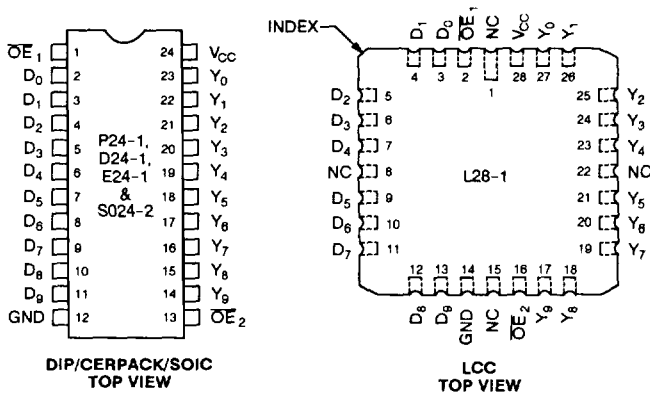 OE1 1 24 VCC
D0 2 23 Y0
D1 3 22 Y1
D2 4 21 Y2
D3 5 20 Y3
D4 6 19 Y4
D5 7 18 Y5
D6 8 17 Y6
D7 9 16 Y7
D8 10 15 Y8
D9 11 14 Y9
GND 12 13 OE2
P24-1,
D24-1,
E24-1
&
S024-2
DIP/CERPACK/SOIC
TOP VIEW
INDEX
D1 D0 OE1 NC VCC Y0 Y1
4 3 2 1 28 27 26
D2 5 25 Y2
D3 6 24 Y3
D4 7 23 Y4
NC 8 L28-1 22 NC
D5 9 21 Y5
D6 10 20 Y6
D7 11 19 Y7
12 13 14 15 16 17 18
D8 D9 GND NC OE2 Y9 Y8
LCC
TOP VIEW